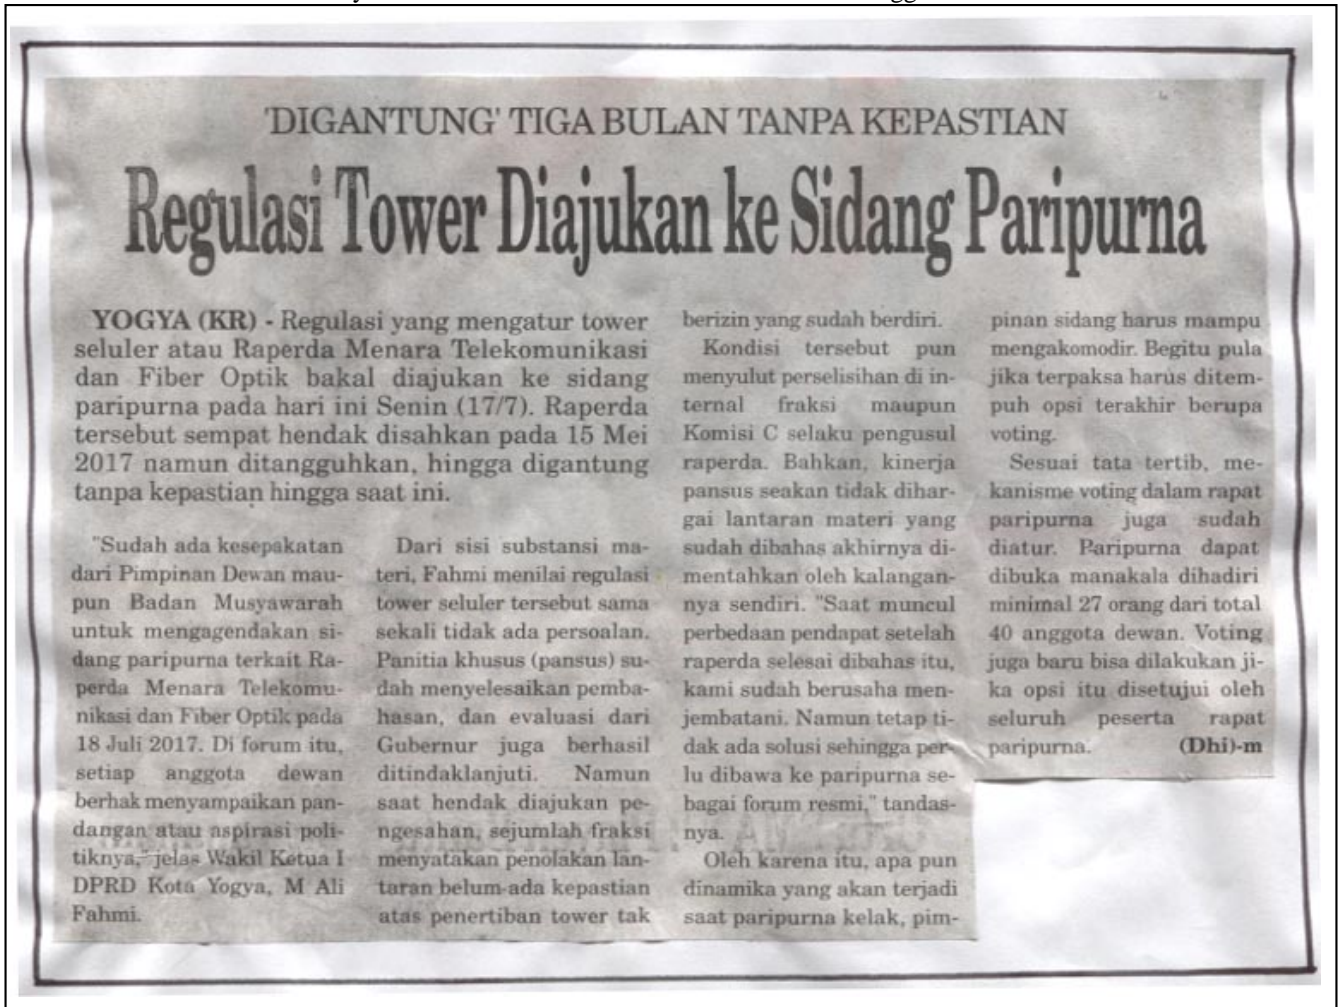 'DIGANTUNG' TIGA BULAN TANPA KEPASTIAN
Regulasi Tower Diajukan ke Sidang Paripurna
YOGYA (KR) - Regulasi yang mengatur tower
seluler atau Raperda Menara Telekomunikasi
dan Fiber Optik bakal diajukan ke sidang
paripurna pada hari ini Senin (17/7). Raperda
tersebut sempat hendak disahkan pada 15 Mei
2017 namun ditangguhkan, hingga digantung
tanpa kepastian hingga saat ini.
"Sudah ada kesepakatan
dari Pimpinan Dewan mau-
pun Badan Musyawarah
untuk mengagendakan si-
dang paripurna terkait Ra-
perda Menara Telekomu-
nikasi dan Fiber Optik pada
18 Juli 2017. Di forum itu,
setiap anggota dewan
berhak menyampaikan pan-
dangan atau aspirasi poli-
tiknya," jelas Wakil Ketua I
DPRD Kota Yogya, M Ali
Fahmi.
Dari sisi substansi ma-
teri, Fahmi menilai regulasi
tower seluler tersebut sama
sekali tidak ada persoalan.
Panitia khusus (pansus) su-
dah menyelesaikan pemba-
hasan, dan evaluasi dari
Gubernur juga berhasil
ditindaklanjuti. Namun
saat hendak diajukan pe-
ngesahan, sejumlah fraksi
menyatakan penolakan lan-
taran belum ada kepastian
atas penertiban tower tak
berizin yang sudah berdiri.
Kondisi tersebut pun
menyulut perselisihan di in-
ternal fraksi maupun
Komisi C selaku pengusul
raperda. Bahkan, kinerja
pansus seakan tidak dihar-
gai lantaran materi yang
sudah dibahas akhirnya di-
mentahkan oleh kalangan-
nya sendiri. "Saat muncul
perbedaan pendapat setelah
raperda selesai dibahas itu,
kami sudah berusaha men-
jembatani. Namun tetap ti-
dak ada solusi sehingga per-
lu dibawa ke paripurna se-
bagai forum resmi," tandas-
nya.
Oleh karena itu, apa pun
dinamika yang akan terjadi
saat paripurna kelak, pim-
pinan sidang harus mampu
mengakomodir. Begitu pula
jika terpaksa harus ditem-
puh opsi terakhir berupa
voting.
Sesuai tata tertib, me-
kanisme voting dalam rapat
paripurna juga sudah
diatur. Paripurna dapat
dibuka manakala dihadiri
minimal 27 orang dari total
40 anggota dewan. Voting
juga baru bisa dilakukan ji-
ka opsi itu disetujui oleh
seluruh peserta rapat
paripurna. (Dhi)-m